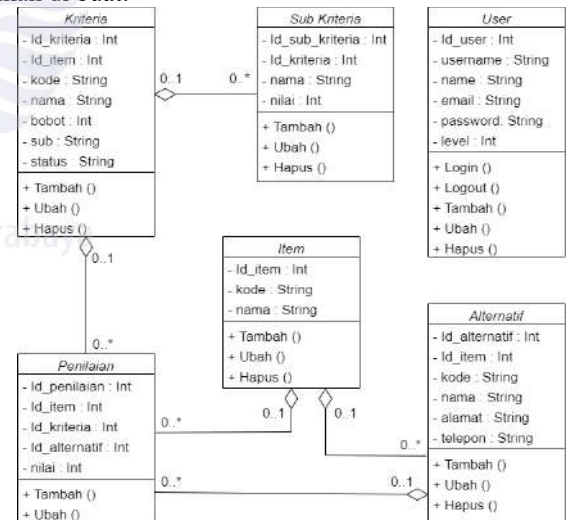 Kriteria
- Id_kriteria : Int
- Id_item : Int
- kode : String
- nama : String
- bobot : Int
- sub : String
- status : String
+ Tambah ()
+ Ubah ()
+ Hapus ()
0..1
0..*
Sub Kriteria
- Id_sub_kriteria : Int
- Id_kriteria : Int
- nama : String
- nilai : Int
+ Tambah ()
+ Ubah ()
+ Hapus ()
User
- Id_user : Int
- username : String
- name : String
- email : String
- password: String
- level : Int
+ Login ()
+ Logout ()
+ Tambah ()
+ Ubah ()
+ Hapus ()
0..1
0..*
Item
- Id_item : Int
- kode : String
- nama : String
+ Tambah ()
+ Ubah ()
+ Hapus ()
0..1
0..1
0..*
0..*
Penilaian
- Id_penilaian : Int
- Id_item : Int
- Id_kriteria : Int
- Id_alternatif : Int
- nilai : Int
+ Tambah ()
+ Ubah ()
0..*
0..1
Alternatif
- Id_alternatif : Int
- Id_item : Int
- kode : String
- nama : String
- alamat : String
- telepon : String
+ Tambah ()
+ Ubah ()
+ Hapus ()